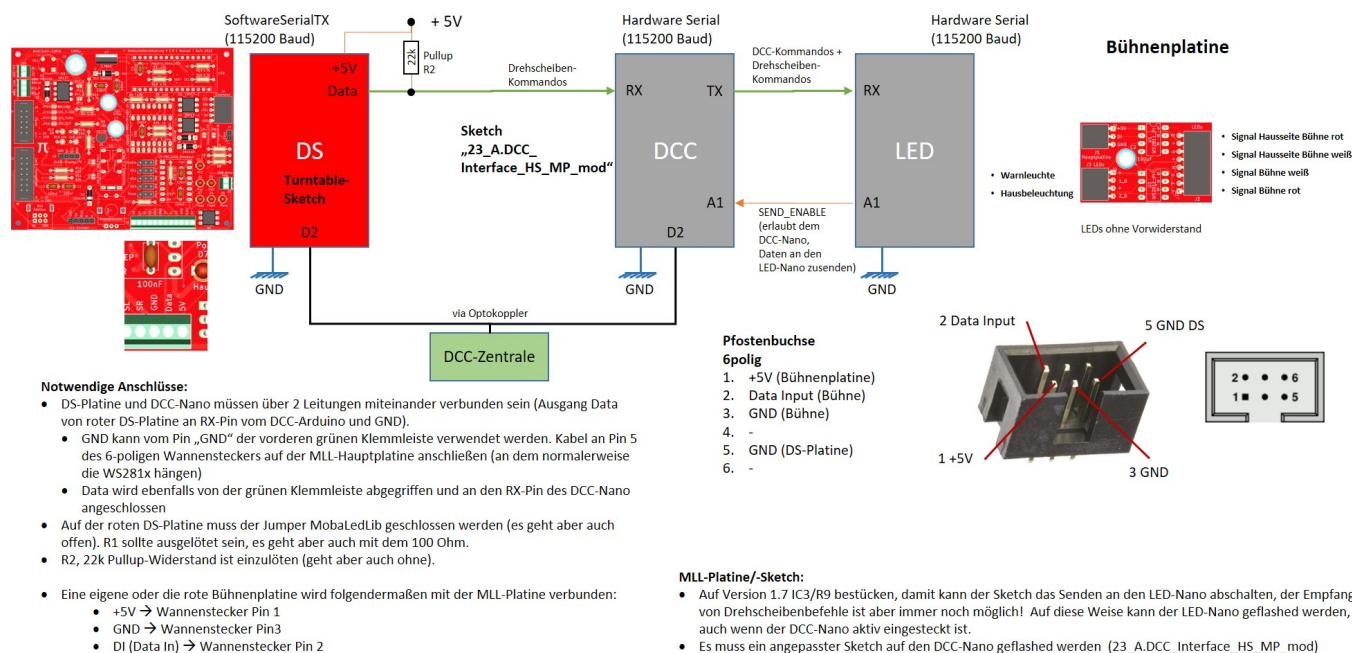 SoftwareSerialTX
(115200 Baud)
+ 5V
22k
Pullup
R2
+5V
Data
DS
Turntable-
Sketch
D2
GND
Drehscheiben-
Kommandos
Sketch
„23_A.DCC_
Interface_HS_MP_mod“
Hardware Serial
(115200 Baud)
RX
TX
DCC
A1
D2
GND
DCC-Kommandos +
Drehscheiben-
Kommandos
SEND_ENABLE
(erlaubt dem
DCC-Nano,
Daten an den
LED-Nano zusenden)
Hardware Serial
(115200 Baud)
RX
LED
A1
GND
via Optokoppler
DCC-Zentrale
100nF
SL
SR
GND
Data
5V
Bühnenplatine
• Warnleuchte
• Hausbeleuchtung
• Signal Hausseite Bühne rot
• Signal Hausseite Bühne weiß
• Signal Bühne weiß
• Signal Bühne rot
LEDs ohne Vorwiderstand
Pfostenbuchse
6polig
1. +5V (Bühnenplatine)
2. Data Input (Bühne)
3. GND (Bühne)
4. -
5. GND (DS-Platine)
6. -
2 Data Input
5 GND DS
1 +5V
3 GND
2
6
1
5
Notwendige Anschlüsse:
• DS-Platine und DCC-Nano müssen über 2 Leitungen miteinander verbunden sein (Ausgang Data
von roter DS-Platine an RX-Pin vom DCC-Arduino und GND).
• GND kann vom Pin „GND“ der vorderen grünen Klemmleiste verwendet werden. Kabel an Pin 5
des 6-poligen Wannensteckers auf der MLL-Hauptplatine anschließen (an dem normalerweise
die WS281x hängen)
• Data wird ebenfalls von der grünen Klemmleiste abgegriffen und an den RX-Pin des DCC-Nano
angeschlossen
• Auf der roten DS-Platine muss der Jumper MobaLedLib geschlossen werden (es geht aber auch
offen). R1 sollte ausgelötet sein, es geht aber auch mit dem 100 Ohm.
• R2, 22k Pullup-Widerstand ist einzulöten (geht aber auch ohne).
• Eine eigene oder die rote Bühnenplatine wird folgendermaßen mit der MLL-Platine verbunden:
• +5V → Wannenstecker Pin 1
• GND → Wannenstecker Pin3
• DI (Data In) → Wannenstecker Pin 2
MLL-Platine/-Sketch:
• Auf Version 1.7 IC3/R9 bestücken, damit kann der Sketch das Senden an den LED-Nano abschalten, der Empfang
von Drehscheibenbefehle ist aber immer noch möglich! Auf diese Weise kann der LED-Nano geflashed werden,
auch wenn der DCC-Nano aktiv eingesteckt ist.
• Es muss ein angepasster Sketch auf den DCC-Nano geflashed werden (23_A.DCC_Interface_HS_MP_mod)